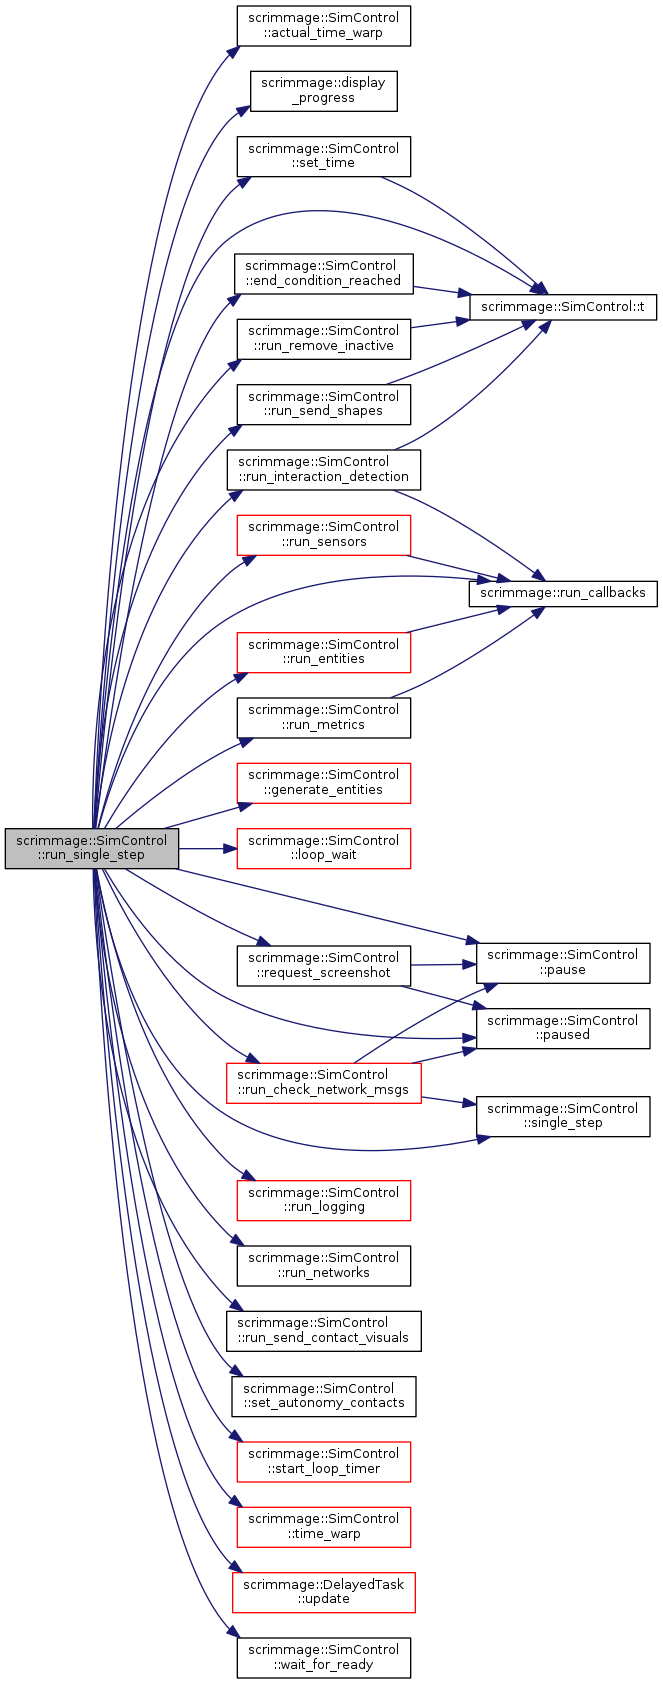 scrimmage::SimControl
::actual_time_warp
scrimmage::display
_progress
scrimmage::SimControl
::set_time
scrimmage::SimControl
::end_condition_reached
scrimmage::SimControl::t
scrimmage::SimControl
::run_remove_inactive
scrimmage::SimControl
::run_send_shapes
scrimmage::SimControl
::run_interaction_detection
scrimmage::SimControl
::run_sensors
scrimmage::run_callbacks
scrimmage::SimControl
::run_entities
scrimmage::SimControl
::run_metrics
scrimmage::SimControl
::generate_entities
scrimmage::SimControl
::run_single_step
scrimmage::SimControl
::loop_wait
scrimmage::SimControl
::request_screenshot
scrimmage::SimControl
::pause
scrimmage::SimControl
::paused
scrimmage::SimControl
::run_check_network_msgs
scrimmage::SimControl
::single_step
scrimmage::SimControl
::run_logging
scrimmage::SimControl
::run_networks
scrimmage::SimControl
::run_send_contact_visuals
scrimmage::SimControl
::set_autonomy_contacts
scrimmage::SimControl
::start_loop_timer
scrimmage::SimControl
::time_warp
scrimmage::DelayedTask
::update
scrimmage::SimControl
::wait_for_ready